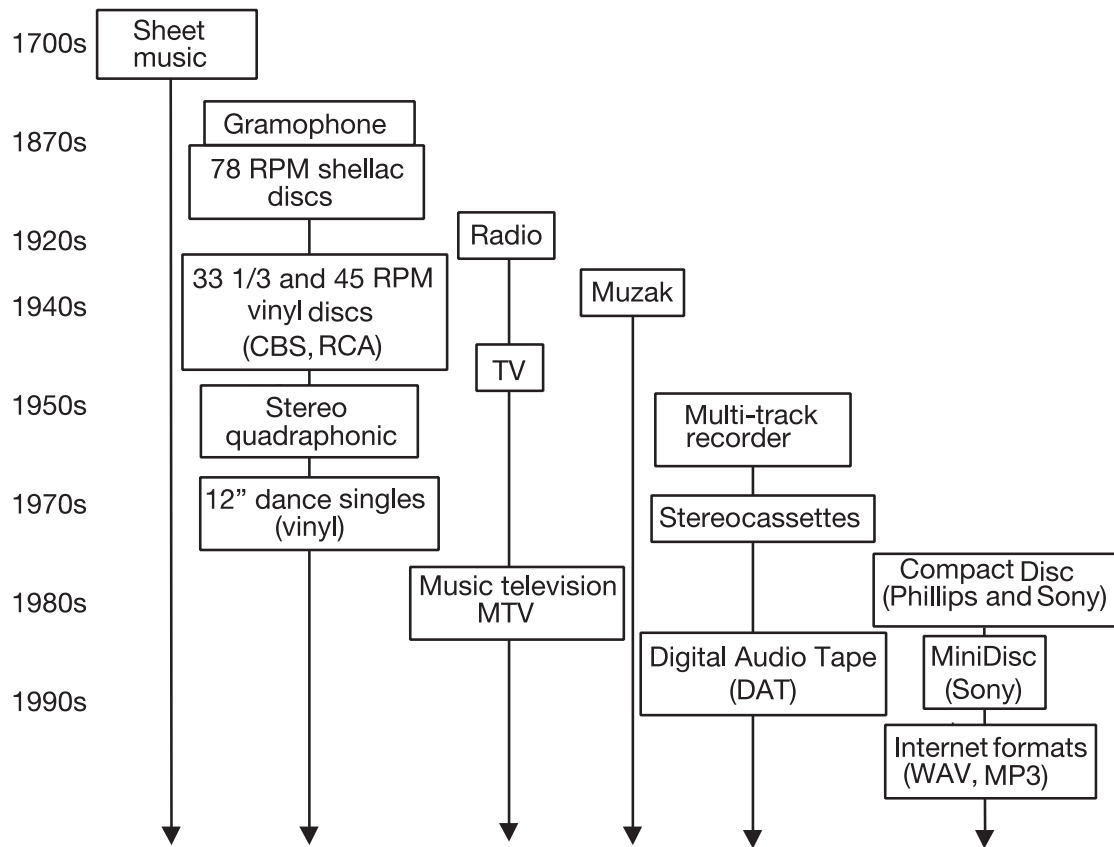 1700s
Sheet
music
1870s
Gramophone
78 RPM shellac
discs
1920s
Radio
1940s
33 1/3 and 45 RPM
vinyl discs
(CBS, RCA)
Muzak
TV
1950s
Stereo
quadraphonic
Multi-track
recorder
1970s
12” dance singles
(vinyl)
Stereocassettes
1980s
Music television
MTV
Compact Disc
(Phillips and Sony)
1990s
Digital Audio Tape
(DAT)
MiniDisc
(Sony)
Internet formats
(WAV, MP3)